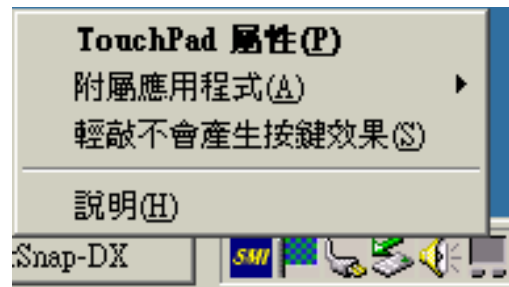 TouchPad 屬性(P)
附屬應用程式(A)
輕敲不會產生按鍵效果(S)
說明(H)
:Snap-DX
SMI